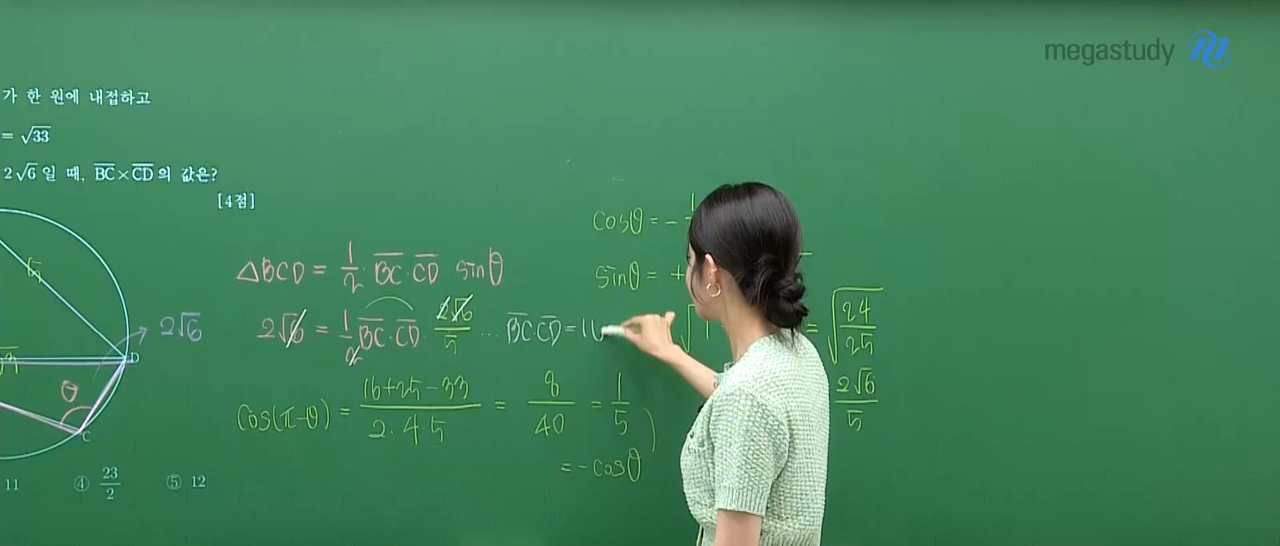 megastudy
가 한 원에 내접하고
= √33
2√6 일 때, BC×CD의 값은?
[4점]
△BCD = 1/2 · BC · CD sinθ
2√6 = 1/2 BC · CD · 2√6/5 ... BC·CD = 10
cos(π-θ) = (16+25-33)/(2·4·5) = 8/40 = 1/5
= -cosθ
cosθ = -
sinθ = +
= √(24/25)
2√6/5
2√6
D
θ
C
11 ④ 23/2 ⑤ 12